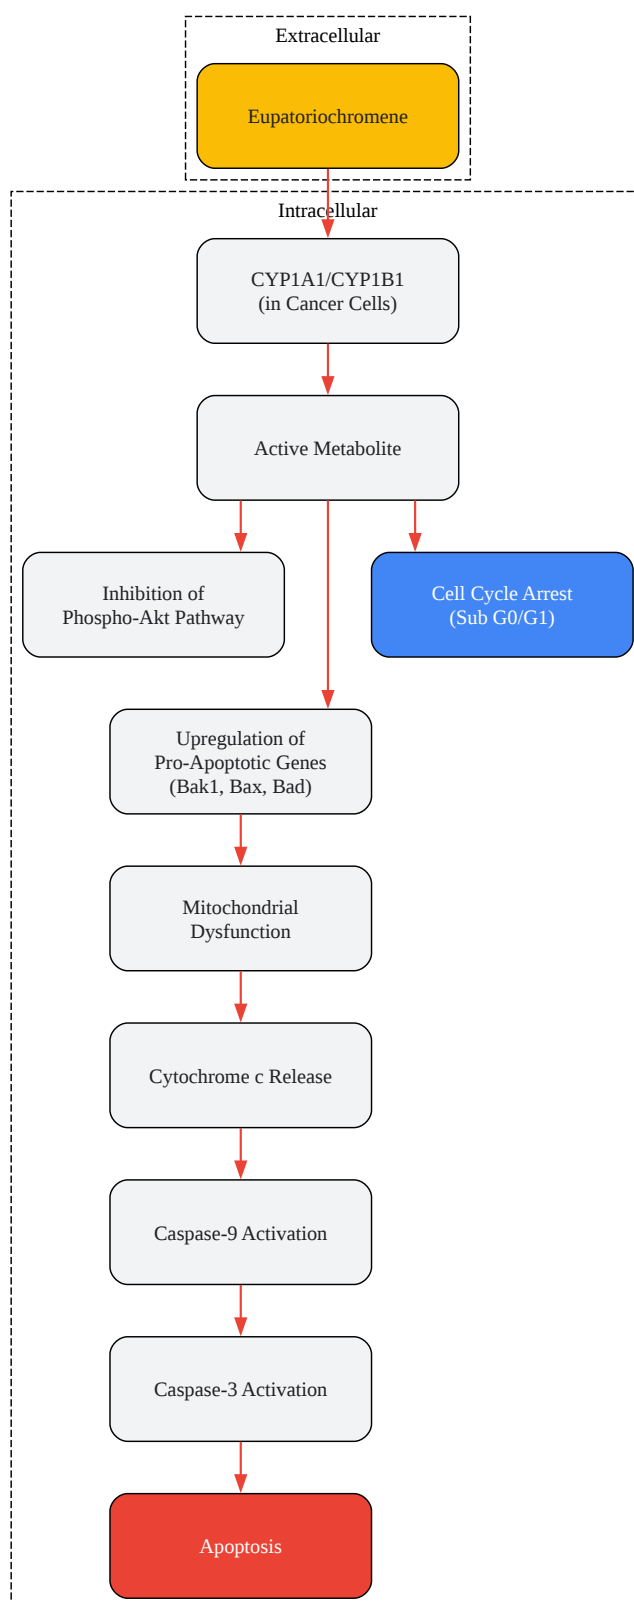 Extracellular
Eupatoriochromene
Intracellular
CYP1A1/CYP1B1
(in Cancer Cells)
Active Metabolite
Inhibition of
Phospho-Akt Pathway
Cell Cycle Arrest
(Sub G0/G1)
Upregulation of
Pro-Apoptotic Genes
(Bak1, Bax, Bad)
Mitochondrial
Dysfunction
Cytochrome c Release
Caspase-9 Activation
Caspase-3 Activation
Apoptosis